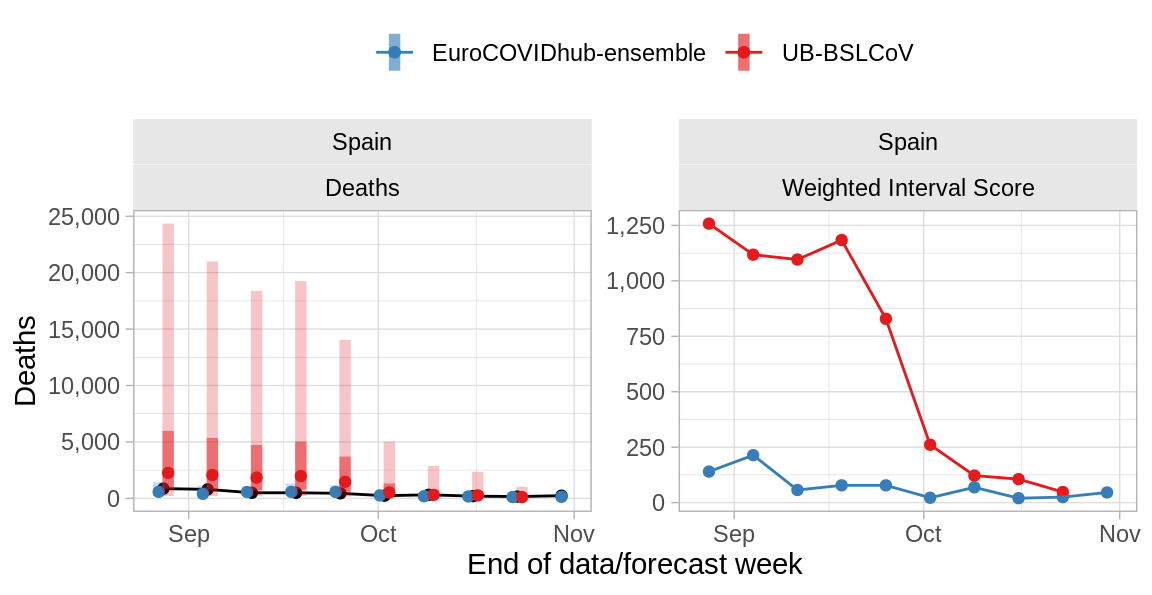 EuroCOVIDhub-ensemble UB-BSLCoV
Spain
Deaths
25,000
20,000
15,000
10,000
5,000
0
Deaths
Sep Oct Nov
Spain
Weighted Interval Score
1,250
1,000
750
500
250
0
Sep Oct Nov
End of data/forecast week